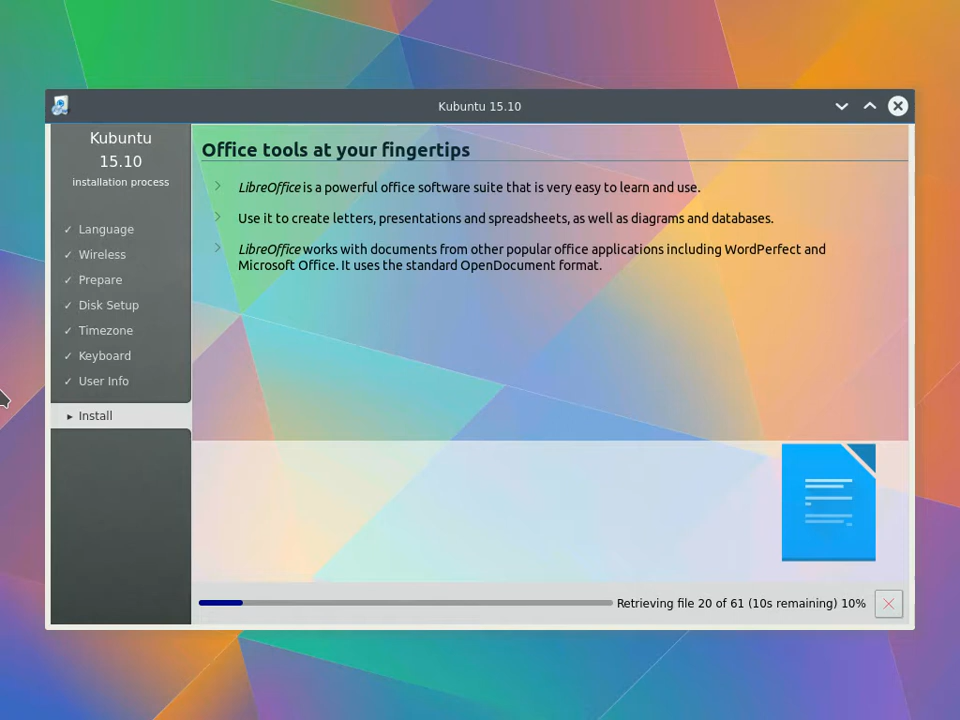 Kubuntu 15.10
Kubuntu
15.10
installation process
✓ Language
✓ Wireless
✓ Prepare
✓ Disk Setup
✓ Timezone
✓ Keyboard
✓ User Info
▸ Install
Office tools at your fingertips
LibreOffice is a powerful office software suite that is very easy to learn and use.
Use it to create letters, presentations and spreadsheets, as well as diagrams and databases.
LibreOffice works with documents from other popular office applications including WordPerfect and
Microsoft Office. It uses the standard OpenDocument format.
Retrieving file 20 of 61 (10s remaining) 10%